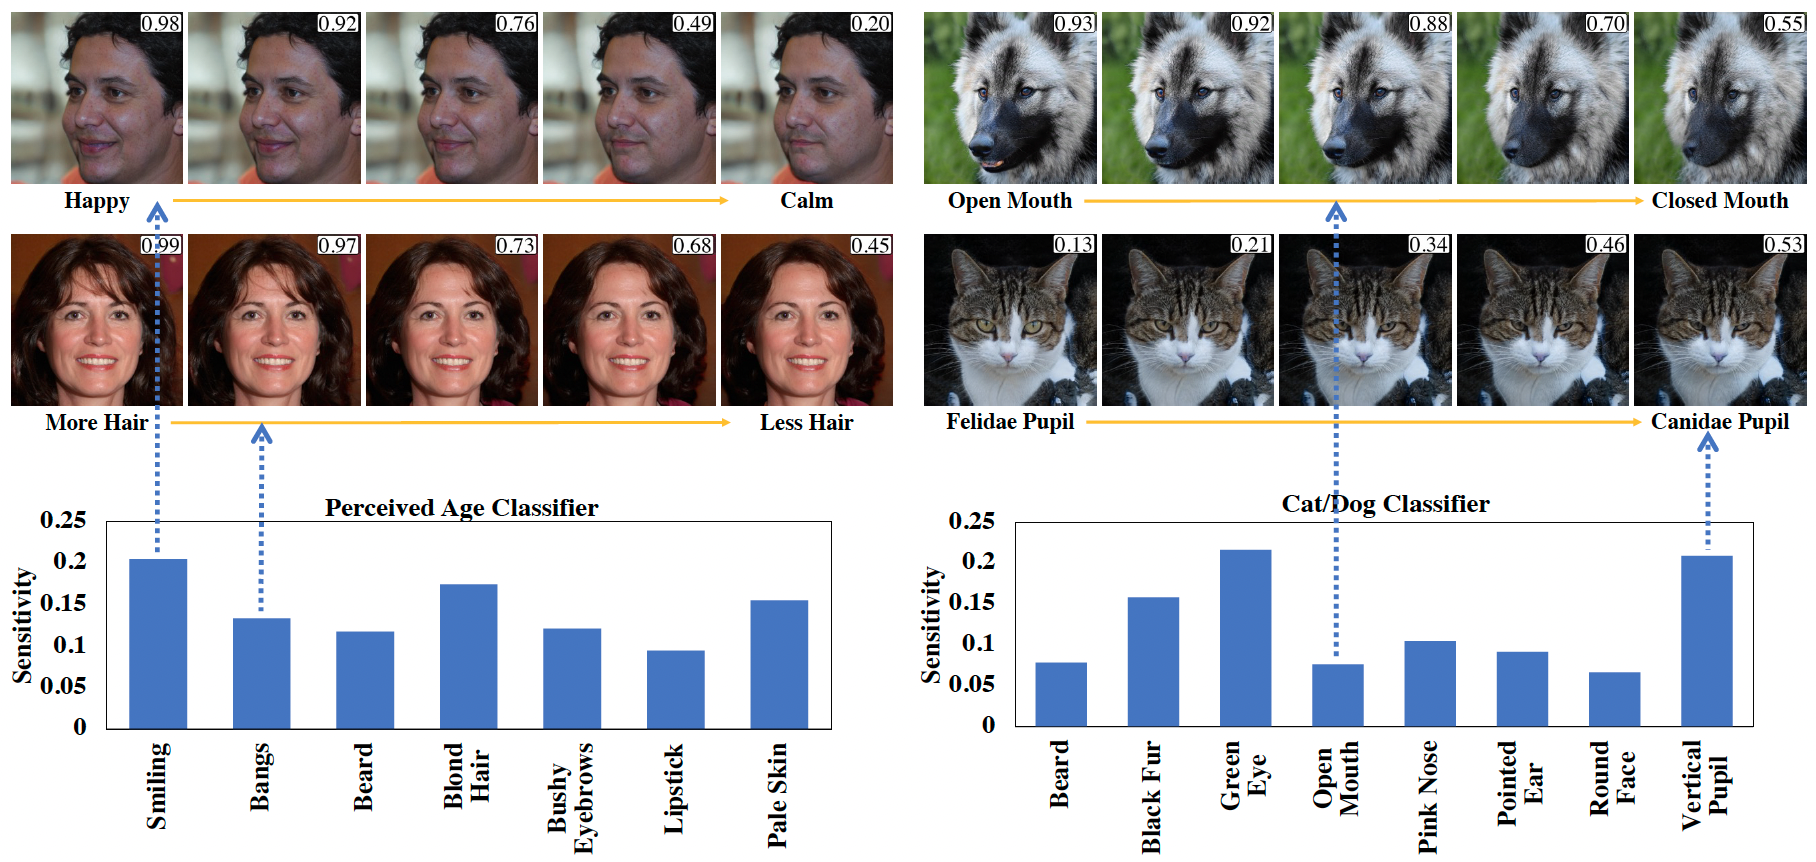 0.98 0.92 0.76 0.49 0.20
Happy Calm
0.99 0.97 0.73 0.68 0.45
More Hair Less Hair
0.93 0.92 0.88 0.70 0.55
Open Mouth Closed Mouth
0.13 0.21 0.34 0.46 0.53
Felidae Pupil Canidae Pupil
Perceived Age Classifier
Sensitivity
0.25
0.2
0.15
0.1
0.05
0
Smiling
Bangs
Beard
Blond
Hair
Bushy
Eyebrows
Lipstick
Pale Skin
Cat/Dog Classifier
Sensitivity
0.25
0.2
0.15
0.1
0.05
0
Beard
Black Fur
Green
Eye
Open
Mouth
Pink Nose
Pointed
Ear
Round
Face
Vertical
Pupil